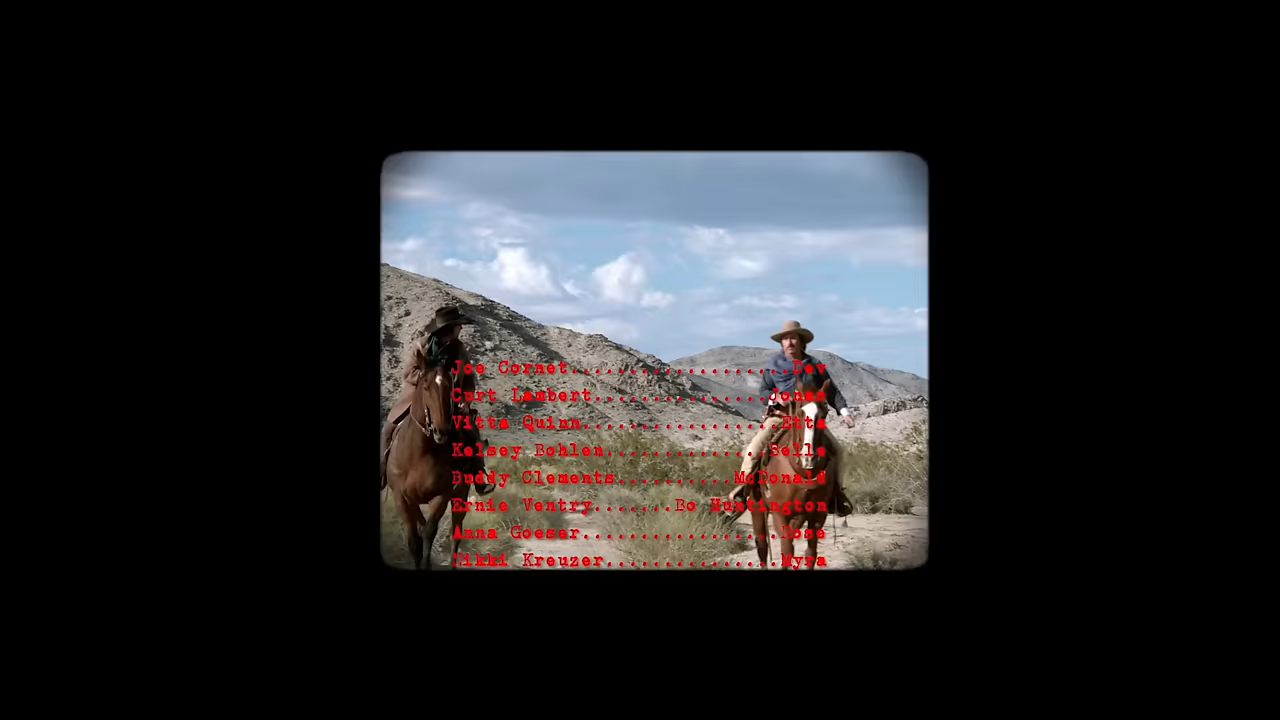 Joe Cornet...................Dev
Curt Lambert...............Jonas
Vitta Quinn.................Etta
Kelsey Bohlen..............Belle
Buddy Clements..........McDonald
Ernie Ventry.......Bo Huntington
Anna Goeser.................Rose
Nikki Kreuzer...............Myra